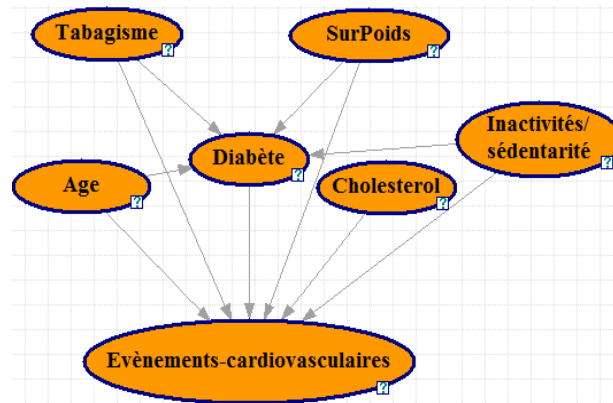 Tabagisme
?
SurPoids
?
Inactivités/
sédentarité
?
Diabète
?
Age
?
Cholesterol
?
Evènements-cardiovasculaires
?